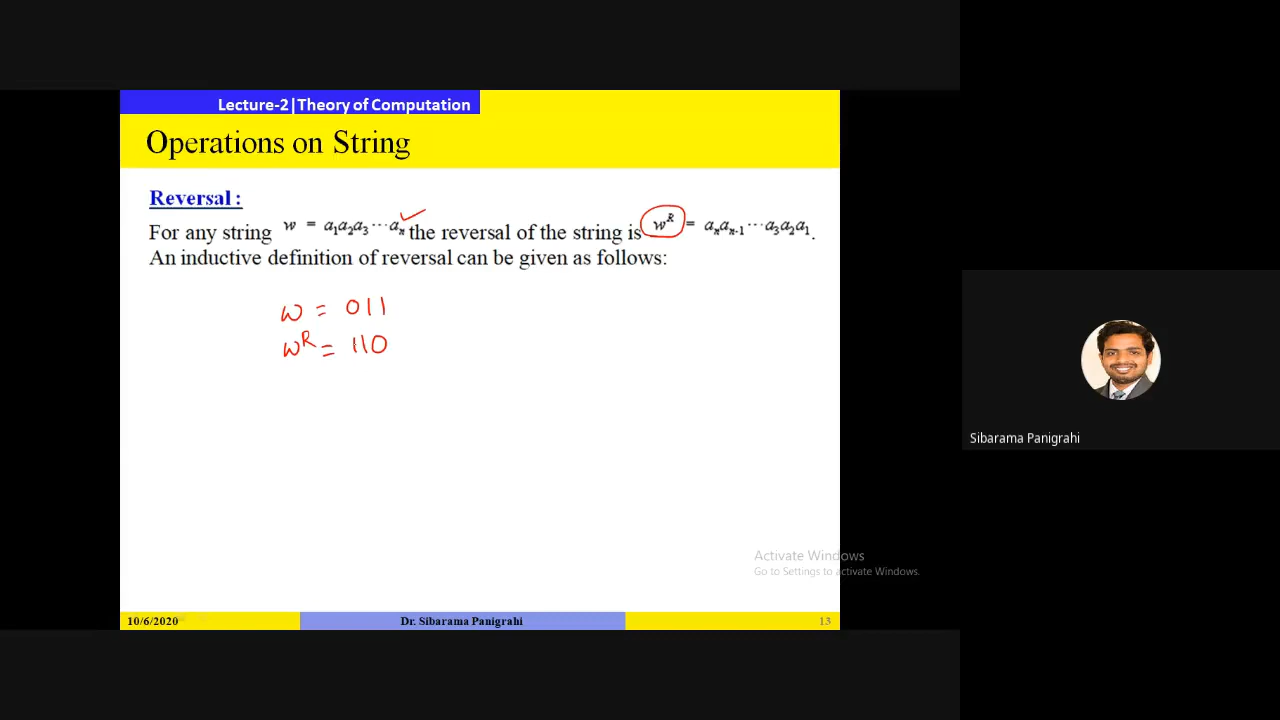 Lecture-2|Theory of Computation
Operations on String
Reversal :
For any string w = a₁a₂a₃ ⋯ aₙ the reversal of the string is wᴿ = aₙaₙ₋₁ ⋯ a₃a₂a₁.
An inductive definition of reversal can be given as follows:
w = 011
wᴿ = 110
Sibarama Panigrahi
Activate Windows
Go to Settings to activate Windows.
10/6/2020
Dr. Sibarama Panigrahi
13